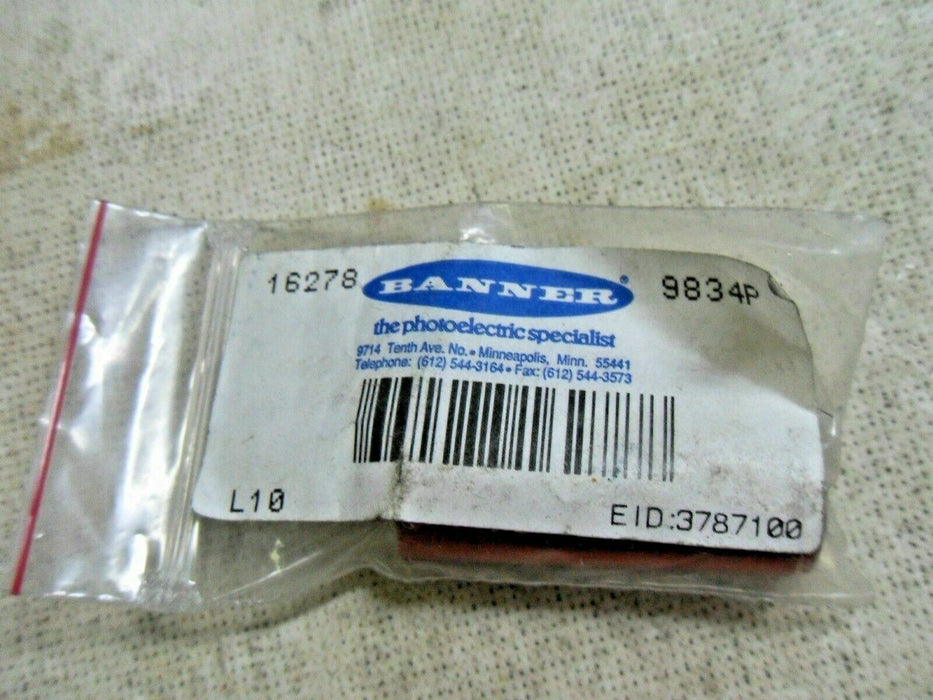 16278 BANNER® 9834P
the photoelectric specialist
9714 Tenth Ave. No. • Minneapolis, Minn. 55441
Telephone: (612) 544-3164 • Fax: (612) 544-3573
L10 EID:3787100